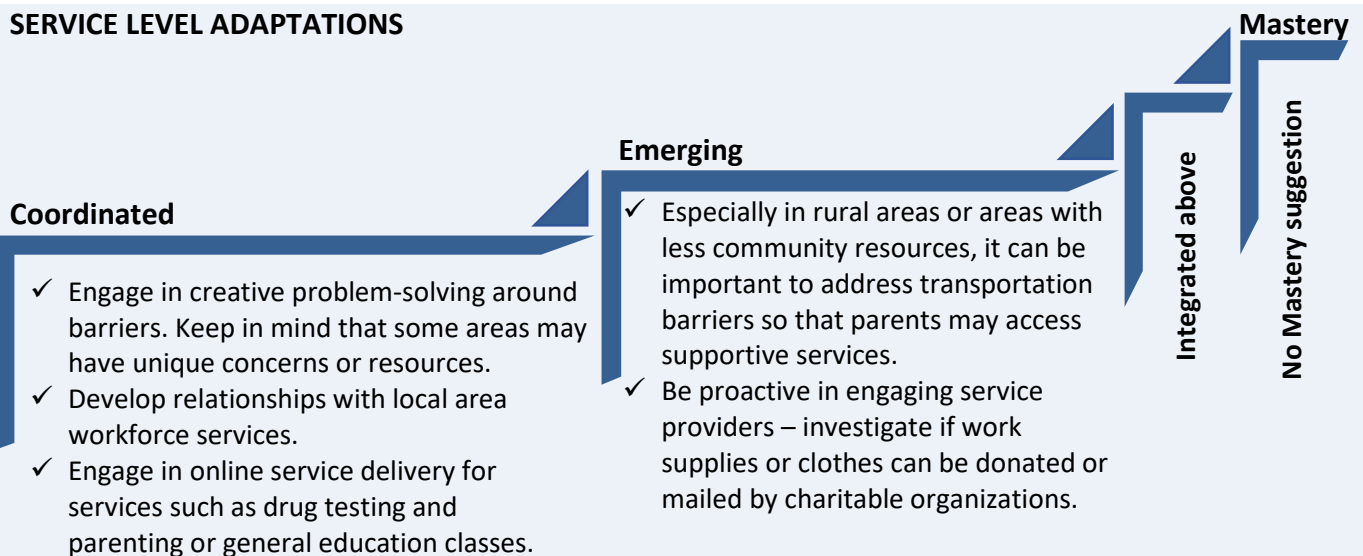 SERVICE LEVEL ADAPTATIONS
Coordinated
✓ Engage in creative problem-solving around
barriers. Keep in mind that some areas may
have unique concerns or resources.
✓ Develop relationships with local area
workforce services.
✓ Engage in online service delivery for
services such as drug testing and
parenting or general education classes.
Emerging
✓ Especially in rural areas or areas with
less community resources, it can be
important to address transportation
barriers so that parents may access
supportive services.
✓ Be proactive in engaging service
providers – investigate if work
supplies or clothes can be donated or
mailed by charitable organizations.
Integrated above
Mastery
No Mastery suggestion